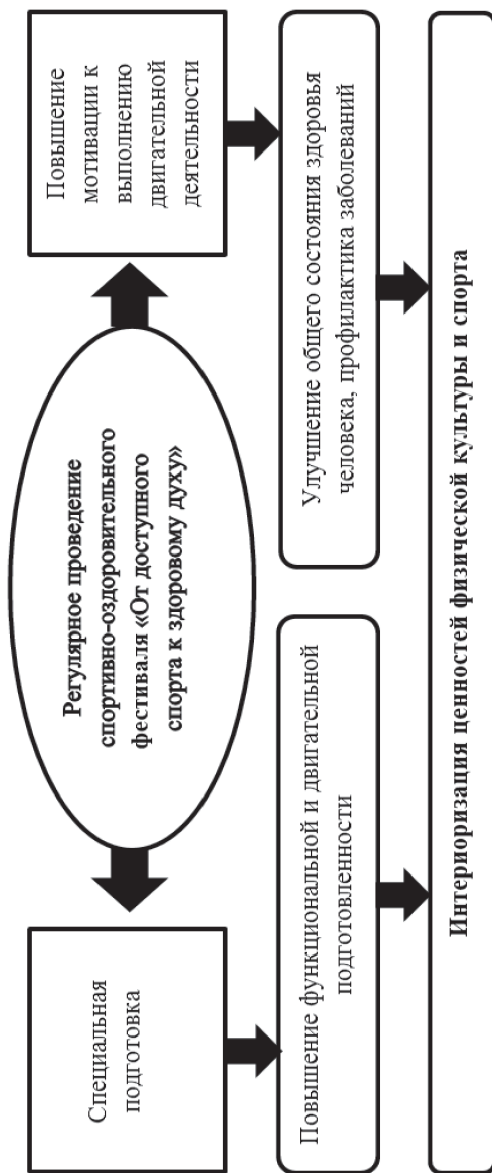 Регулярное проведение
спортивно-оздоровительного
фестиваля «От доступного
спорта к здоровому духу»
Специальная
подготовка
Повышение
мотивации к
выполнению
двигательной
деятельности
Повышение функциональной и двигательной
подготовленности
Улучшение общего состояния здоровья
человека, профилактика заболеваний
Интериоризация ценностей физической культуры и спорта